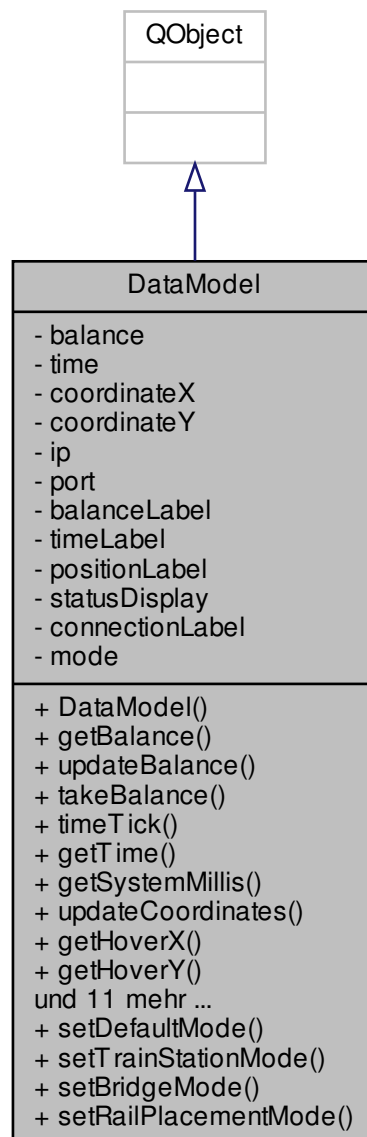 QObject
DataModel
- balance
- time
- coordinateX
- coordinateY
- ip
- port
- balanceLabel
- timeLabel
- positionLabel
- statusDisplay
- connectionLabel
- mode
+ DataModel()
+ getBalance()
+ updateBalance()
+ takeBalance()
+ timeTick()
+ getTime()
+ getSystemMillis()
+ updateCoordinates()
+ getHoverX()
+ getHoverY()
und 11 mehr ...
+ setDefaultMode()
+ setTrainStationMode()
+ setBridgeMode()
+ setRailPlacementMode()